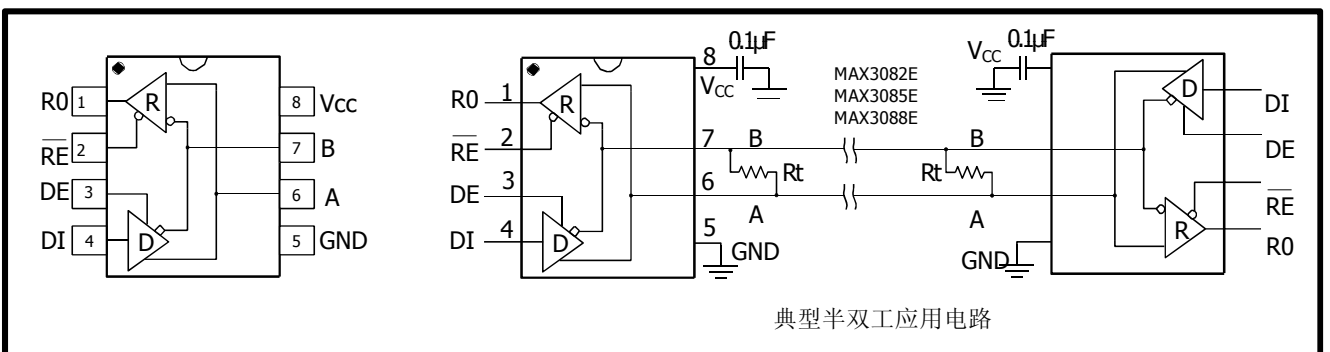 R0 1
RE 2
DE 3
DI 4
R
D
8 Vcc
7 B
6 A
5 GND
R0 1
RE 2
DE 3
DI 4
R
D
0.1µF
8
VCC
7 B
Rt
6
A
5
GND
MAX3082E
MAX3085E
MAX3088E
VCC 0.1µF
B
Rt
A
GND
D
R
DI
DE
RE
R0
典型半双工应用电路